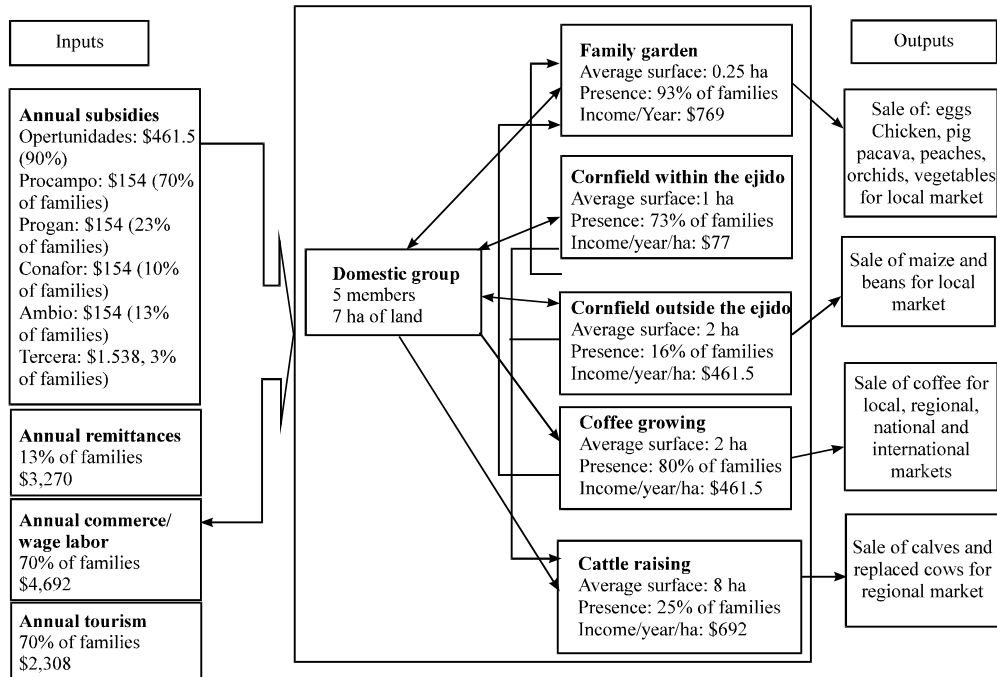 Inputs
Annual subsidies
Opertunidades: $461.5
(90%)
Procampo: $154 (70%
of families)
Progan: $154 (23%
of families)
Conafor: $154 (10%
of families)
Ambio: $154 (13%
of families)
Tercera: $1.538, 3%
of families)
Annual remittances
13% of families
$3,270
Annual commerce/
wage labor
70% of families
$4,692
Annual tourism
70% of families
$2,308
Domestic group
5 members
7 ha of land
Family garden
Average surface: 0.25 ha
Presence: 93% of families
Income/Year: $769
Cornfield within the ejido
Average surface:1 ha
Presence: 73% of families
Income/year/ha: $77
Cornfield outside the ejido
Average surface: 2 ha
Presence: 16% of families
Income/year/ha: $461.5
Coffee growing
Average surface: 2 ha
Presence: 80% of families
Income/year/ha: $461.5
Cattle raising
Average surface: 8 ha
Presence: 25% of families
Income/year/ha: $692
Outputs
Sale of: eggs
Chicken, pig
pacava, peaches,
orchids, vegetables
for local market
Sale of maize and
beans for local
market
Sale of coffee for
local, regional,
national and
international
markets
Sale of calves and
replaced cows for
regional market